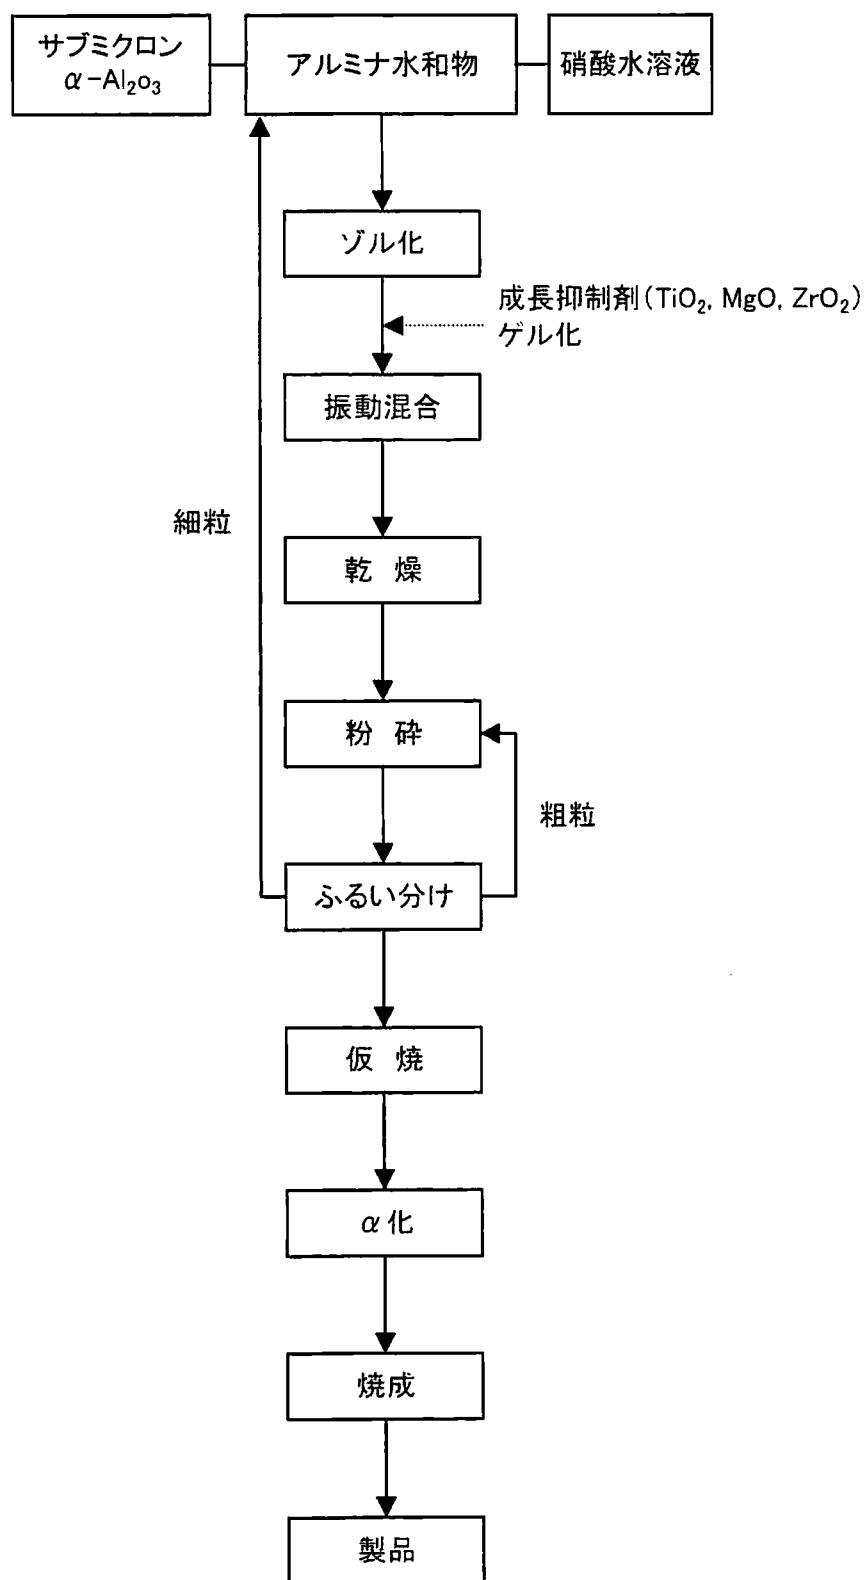 サブミクロン
α-Al₂o₃
アルミナ水和物
硝酸水溶液
ゾル化
成長抑制剤(TiO₂, MgO, ZrO₂)
ゲル化
振動混合
細粒
乾 燥
粉 砕
粗粒
ふるい分け
仮 焼
α化
焼成
製品